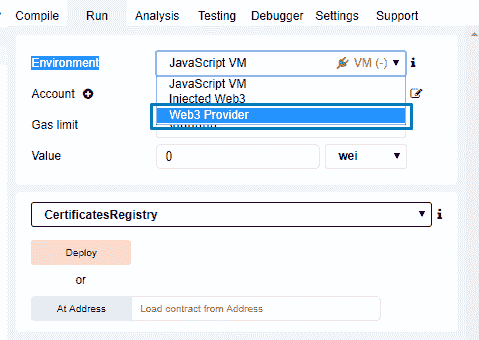 Compile Run Analysis Testing Debugger Settings Support
Environment JavaScript VM VM (-)
JavaScript VM
Account Injected Web3
Web3 Provider
Gas limit
Value 0 wei
CertificatesRegistry
Deploy
or
At Address Load contract from Address